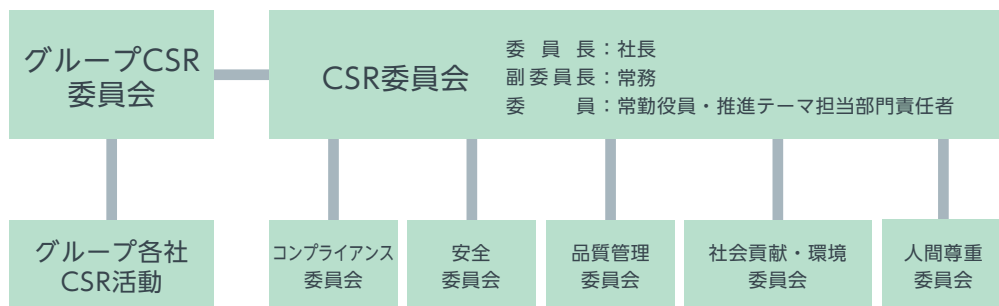 グループCSR
委員会
CSR委員会
委員長：社長
副委員長：常務
委員：常勤役員・推進テーマ担当部門責任者
グループ各社
CSR活動
コンプライアンス
委員会
安全
委員会
品質管理
委員会
社会貢献・環境
委員会
人間尊重
委員会